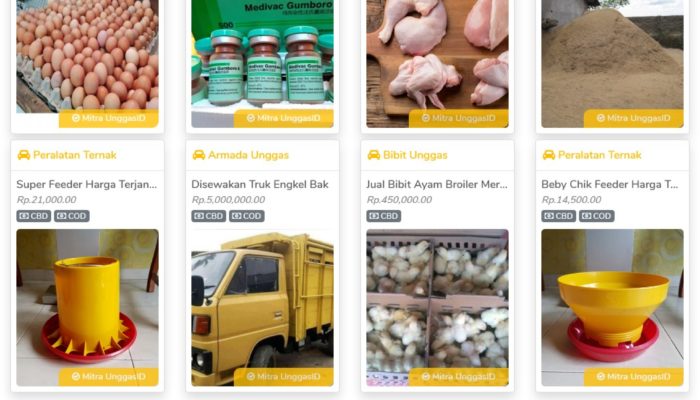 Medivac Gumboro
500
Medivac Gumboro
Mitra UnggasID
Mitra UnggasID
Mitra UnggasID
Mitra UnggasID
Peralatan Ternak
Armada Unggas
Bibit Unggas
Peralatan Ternak
Super Feeder Harga Terjan...
Disewakan Truk Engkel Bak
Jual Bibit Ayam Broiler Mer...
Beby Chik Feeder Harga T...
Rp.21,000.00
Rp.5,000,000.00
Rp.450,000.00
Rp.14,500.00
CBD COD
CBD COD
CBD
CBD COD
Mitra UnggasID
Mitra UnggasID
Mitra UnggasID
Mitra UnggasID